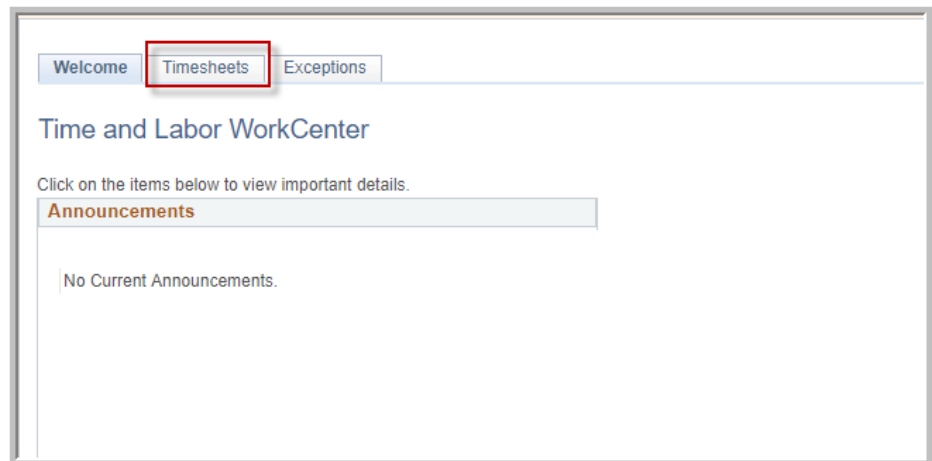 Welcome Timesheets Exceptions
Time and Labor WorkCenter
Click on the items below to view important details.
Announcements
No Current Announcements.